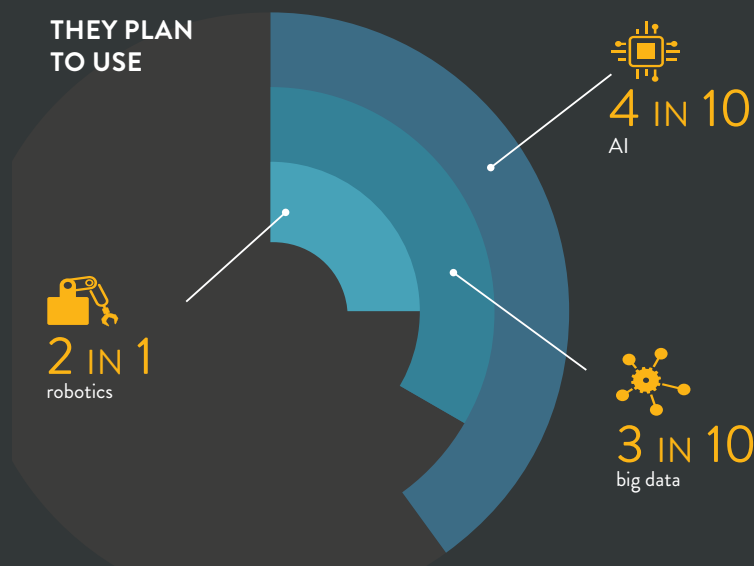 THEY PLAN
TO USE
4 IN 10
AI
2 IN 1
robotics
3 IN 10
big data